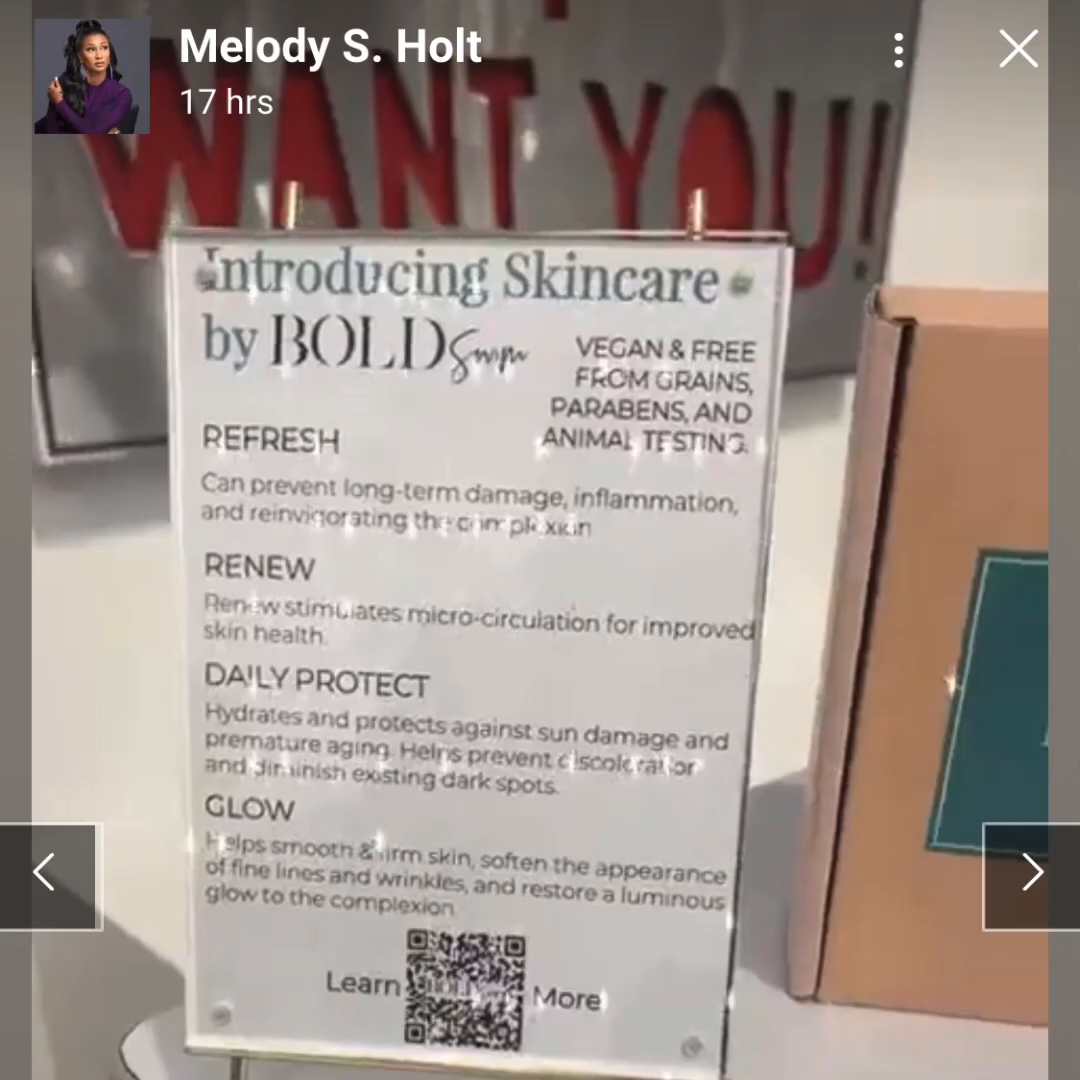 Melody S. Holt
17 hrs
WANT YOU!
Introducing Skincare
by BOLD Swim
VEGAN & FREE
FROM GRAINS,
PARABENS, AND
ANIMAL TESTING.
REFRESH
Can prevent long-term damage, inflammation,
and reinvigorating the complexion
RENEW
Renew stimulates micro-circulation for improved
skin health.
DAILY PROTECT
Hydrates and protects against sun damage and
premature aging. Helps prevent discoloration
and diminish existing dark spots.
GLOW
Helps smooth & firm skin, soften the appearance
of fine lines and wrinkles, and restore a luminous
glow to the complexion.
Learn More